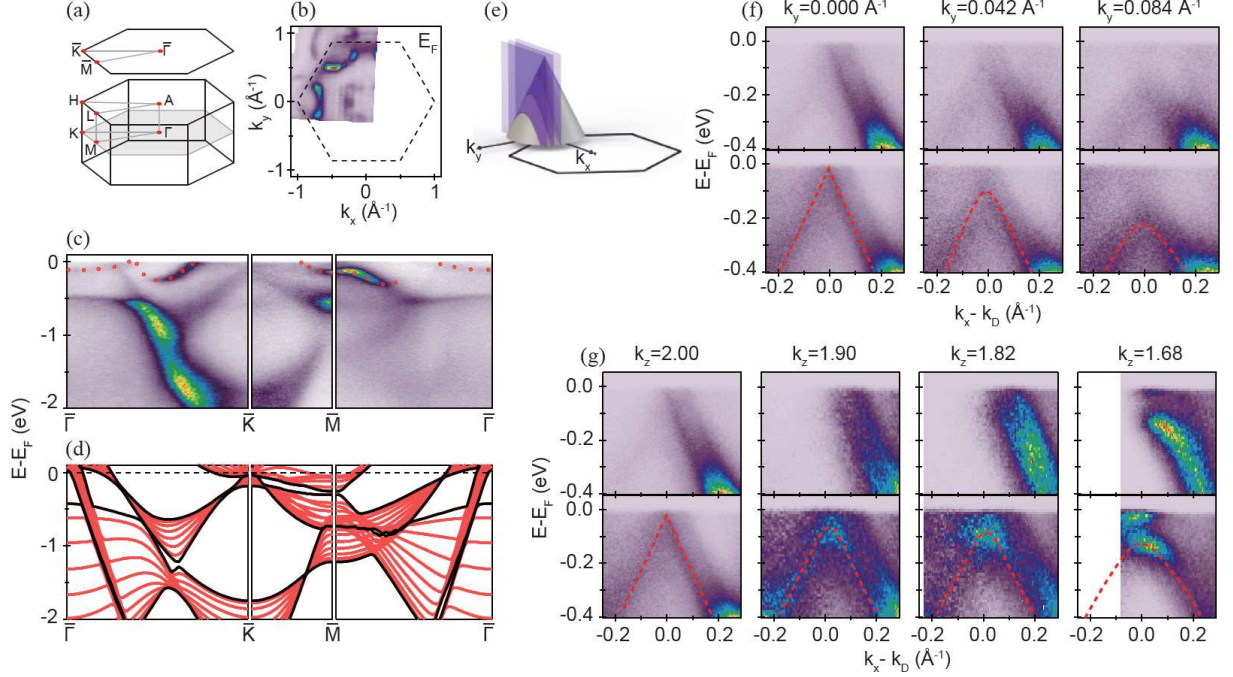 (a)
K̅
Γ̅
M̅
H
A
L
K
Γ
M
(b)
E_F
1
0
-1
k_y (Å⁻¹)
-1
0
1
k_x (Å⁻¹)
(c)
0
-1
-2
Γ̅
K̅
M̅
Γ̅
E-E_F (eV)
(d)
0
-1
-2
Γ̅
K̅
M̅
Γ̅
(e)
k_y
k_x
(f)
k_y=0.000 Å⁻¹
k_y=0.042 Å⁻¹
k_y=0.084 Å⁻¹
0.0
-0.2
-0.4
0.0
-0.2
-0.4
E-E_F (eV)
-0.2 0.0 0.2
-0.2 0.0 0.2
-0.2 0.0 0.2
k_x- k_D (Å⁻¹)
(g)
k_z=2.00
k_z=1.90
k_z=1.82
k_z=1.68
0.0
-0.2
-0.4
0.0
-0.2
-0.4
E-E_F (eV)
-0.2 0.0 0.2
-0.2 0.0 0.2
-0.2 0.0 0.2
-0.2 0.0 0.2
k_x- k_D (Å⁻¹)